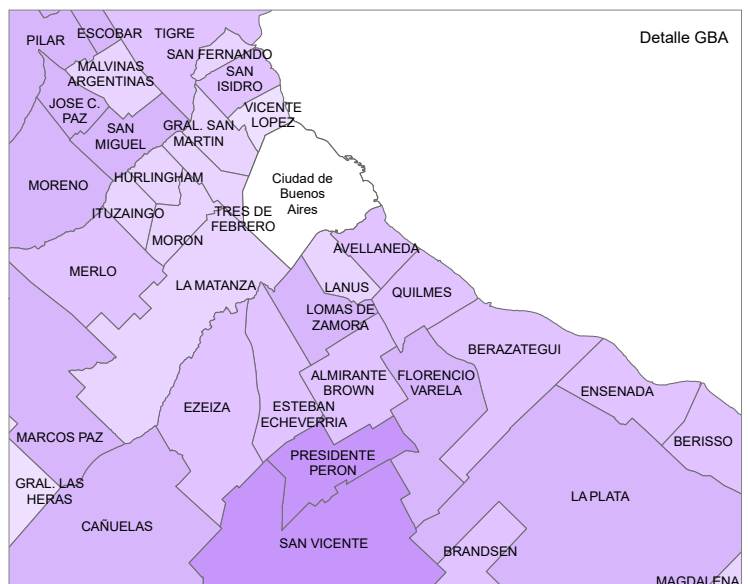 Detalle GBA
PILAR
ESCOBAR
TIGRE
SAN FERNANDO
MALVINAS
ARGENTINAS
SAN
ISIDRO
JOSE C.
PAZ
VICENTE
LOPEZ
SAN
MIGUEL
GRAL. SAN
MARTIN
MORENO
HURLINGHAM
Ciudad de
Buenos
Aires
ITUZAINGO
TRES DE
FEBRERO
MORON
AVELLANEDA
MERLO
LA MATANZA
LANUS
QUILMES
LOMAS DE
ZAMORA
BERAZATEGUI
ALMIRANTE
BROWN
FLORENCIO
VARELA
ENSENADA
EZEIZA
ESTEBAN
ECHEVERRIA
MARCOS PAZ
BERISSO
PRESIDENTE
PERON
GRAL. LAS
HERAS
LA PLATA
CAÑUELAS
SAN VICENTE
BRANDSEN
MAGDALENA